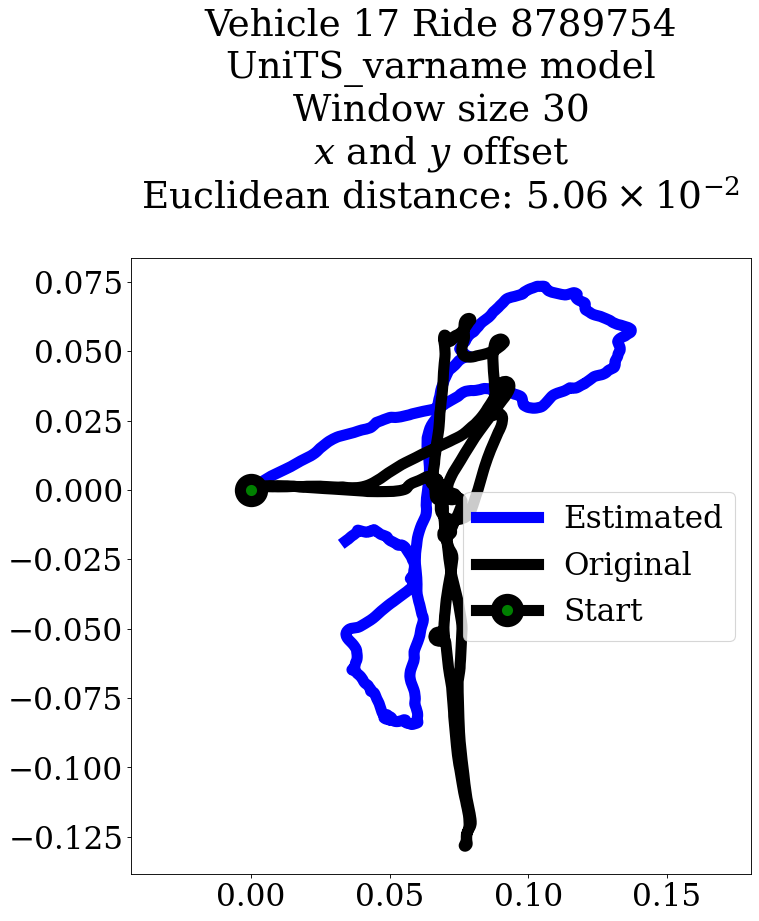 Vehicle 17 Ride 8789754
UniTS_varname model
Window size 30
x and y offset
Euclidean distance: 5.06 × 10⁻²
0.075
0.050
0.025
0.000
−0.025
−0.050
−0.075
−0.100
−0.125
Estimated
Original
Start
0.00 0.05 0.10 0.15